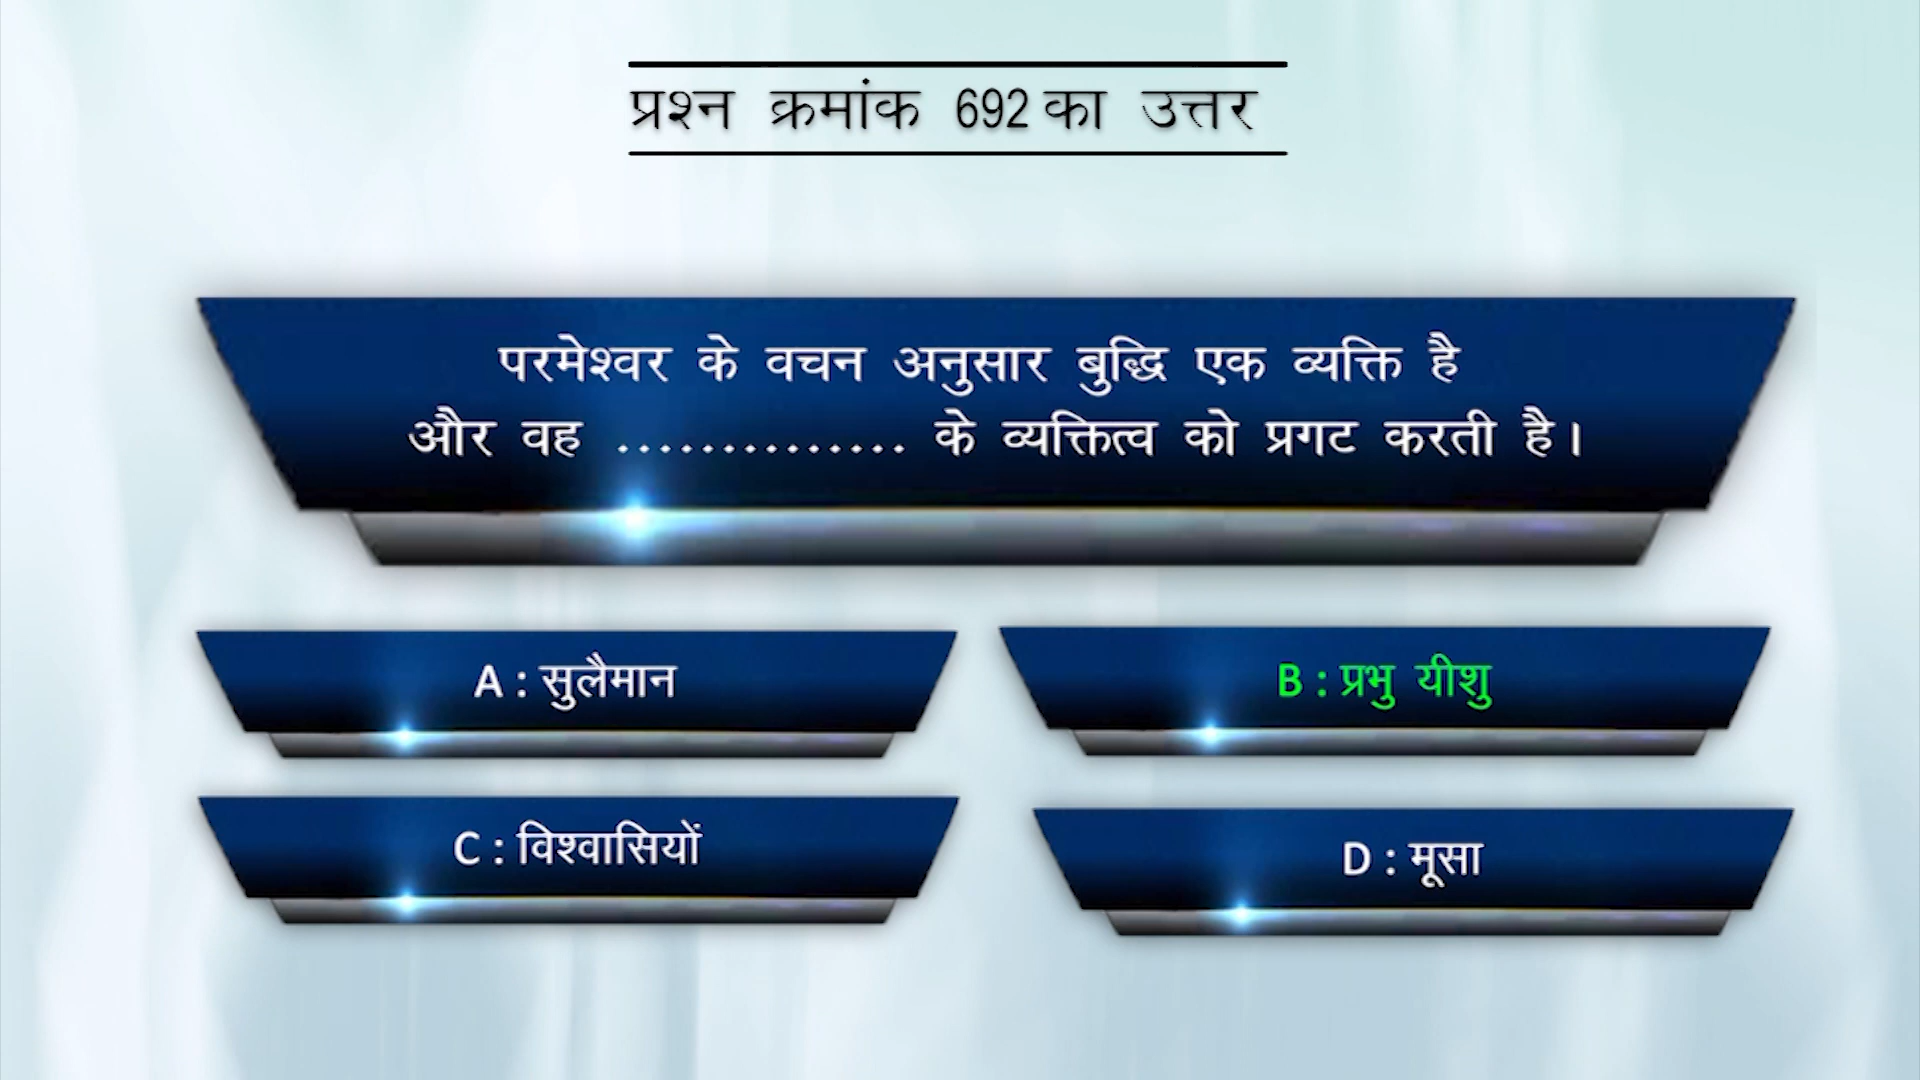 प्रश्न क्रमांक 692 का उत्तर
परमेश्वर के वचन अनुसार बुद्धि एक व्यक्ति है
और वह .............. के व्यक्तित्व को प्रगट करती है।
A : सुलैमान
B : प्रभु यीशु
C : विश्वासियों
D : मूसा